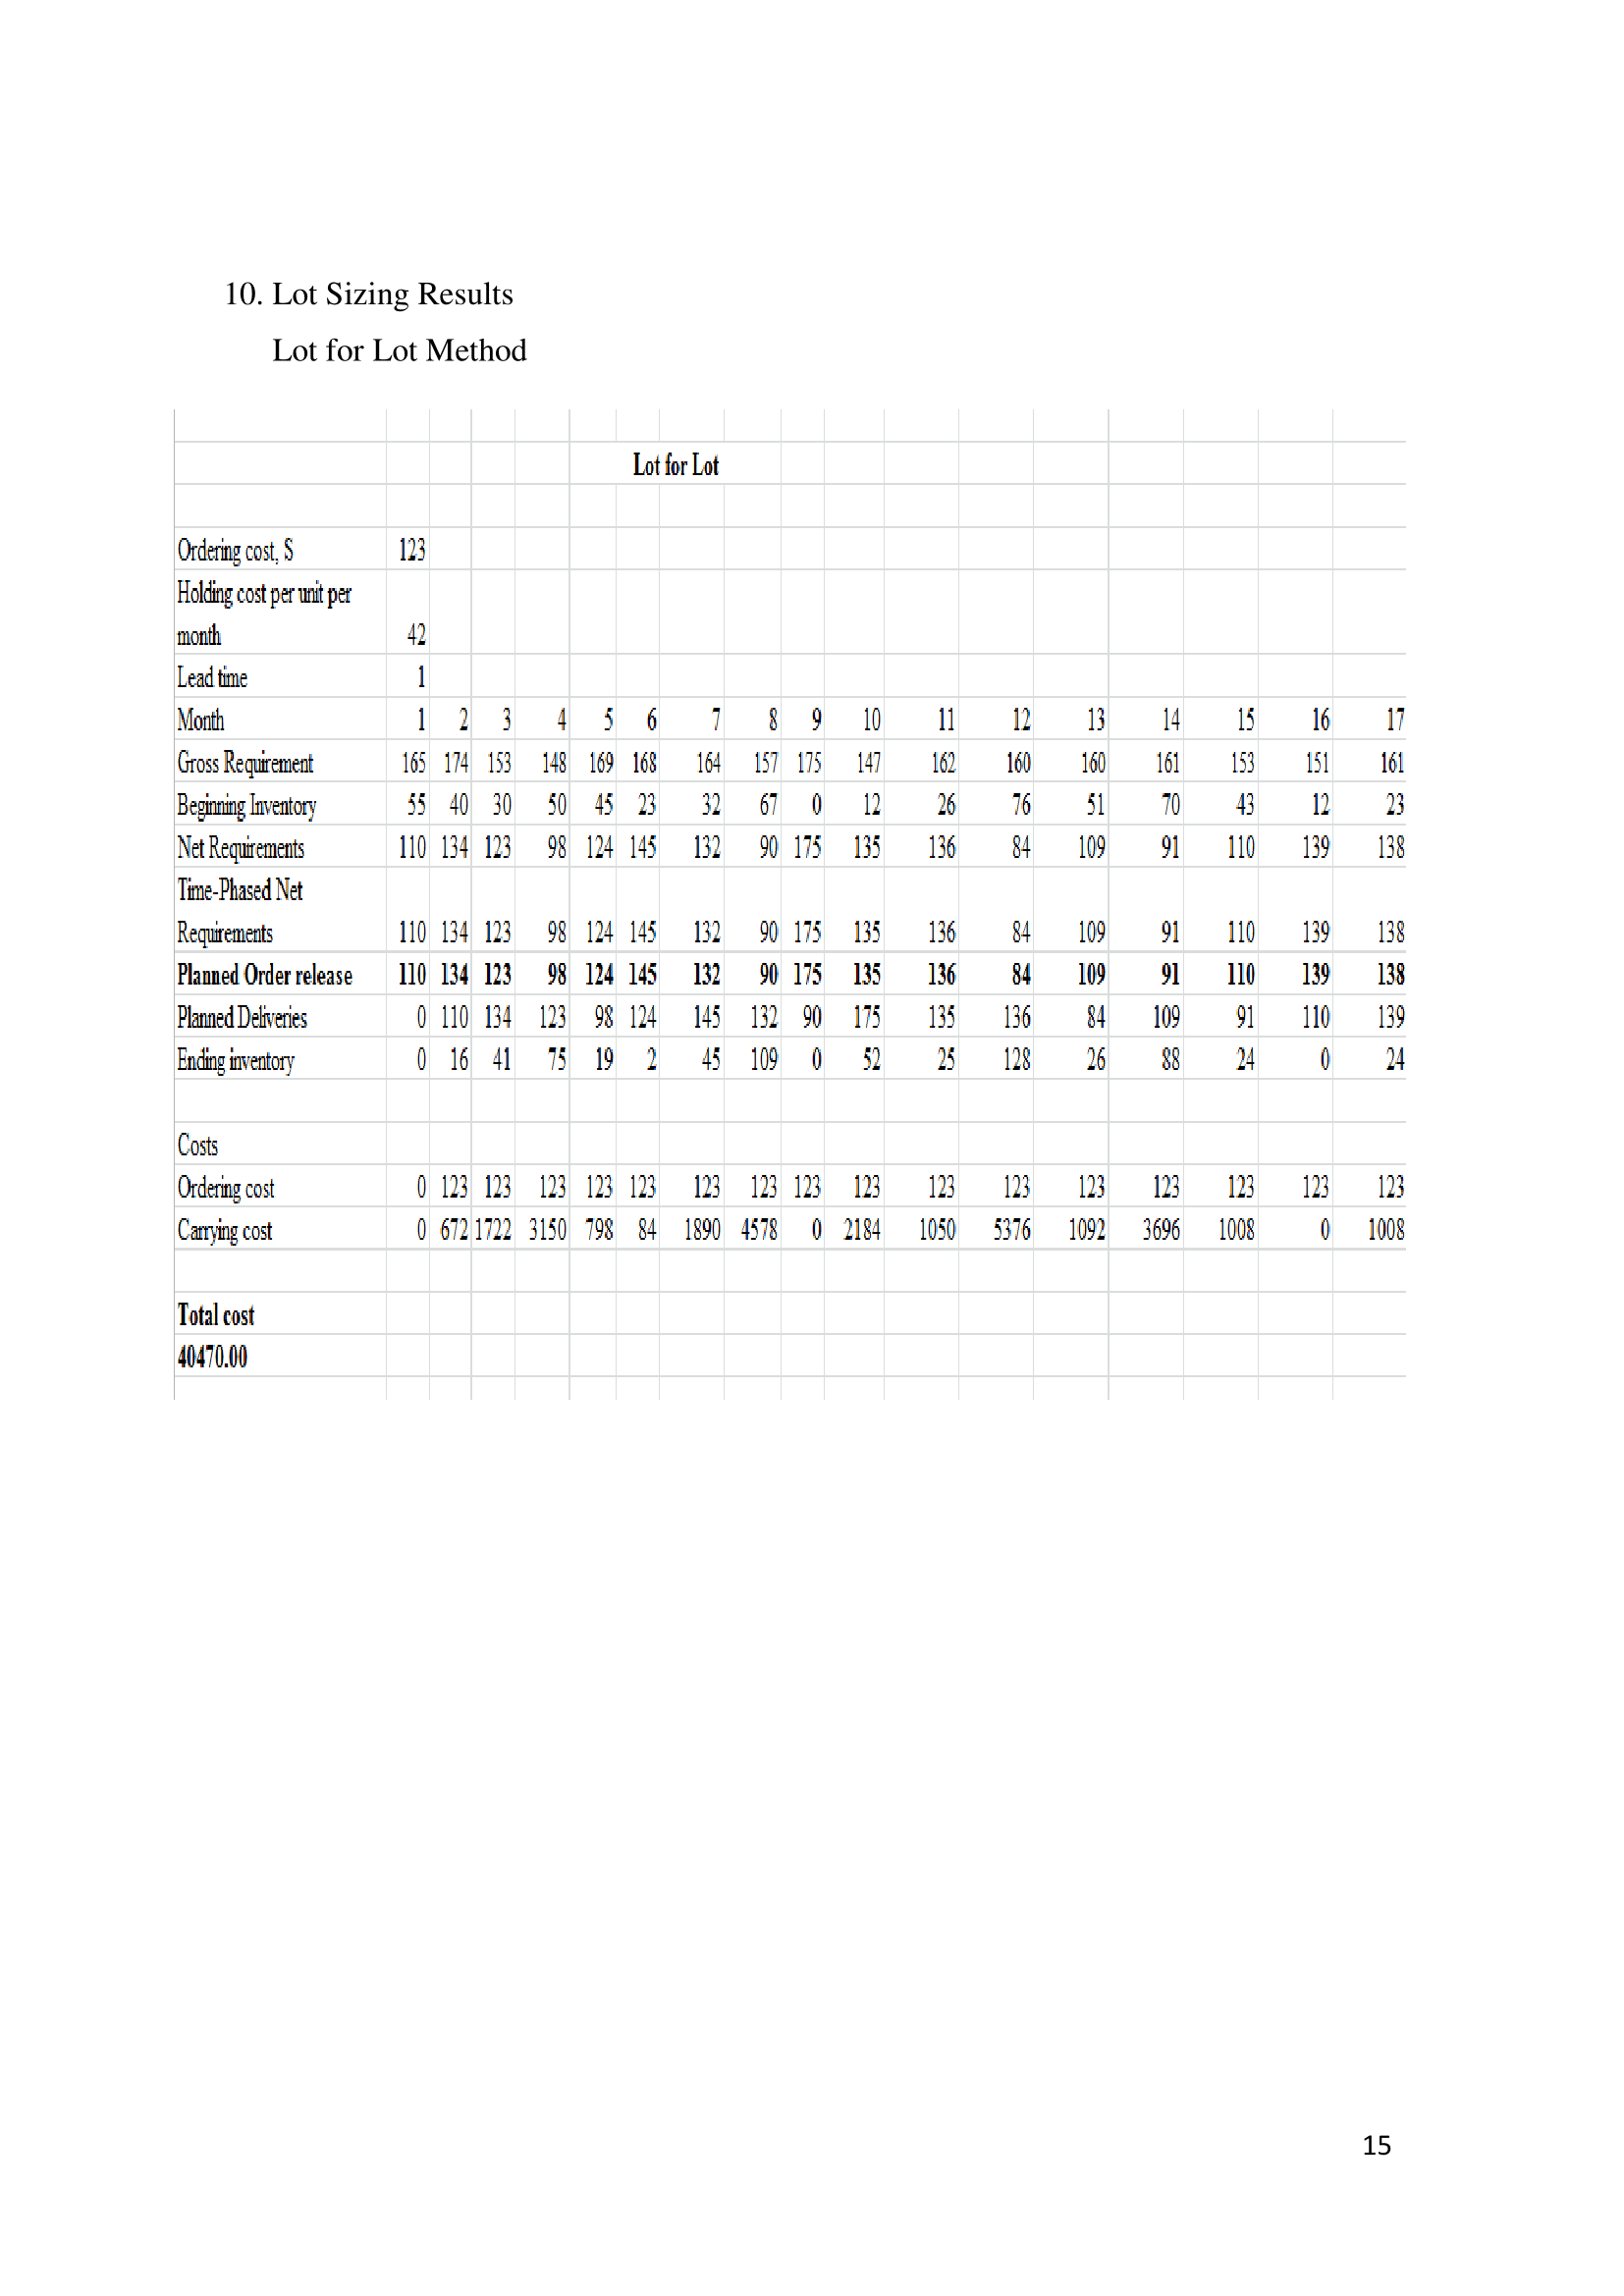 10. Lot Sizing Results
Lot for Lot Method
Lot for Lot
Ordering cost, S 123
Holding cost per unit per
month 42
Lead time 1
Month 1 2 3 4 5 6 7 8 9 10 11 12 13 14 15 16 17
Gross Requirement 165 174 153 148 169 168 164 157 175 147 162 160 160 161 153 151 161
Beginning Inventory 55 40 30 50 45 23 32 67 0 12 26 76 51 70 43 12 23
Net Requirements 110 134 123 98 124 145 132 90 175 135 136 84 109 91 110 139 138
Time-Phased Net
Requirements 110 134 123 98 124 145 132 90 175 135 136 84 109 91 110 139 138
Planned Order release 110 134 123 98 124 145 132 90 175 135 136 84 109 91 110 139 138
Planned Deliveries 0 110 134 123 98 124 145 132 90 175 135 136 84 109 91 110 139
Ending inventory 0 16 41 75 19 2 45 109 0 52 25 128 26 88 24 0 24
Costs
Ordering cost 0 123 123 123 123 123 123 123 123 123 123 123 123 123 123 123 123
Carrying cost 0 672 1722 3150 798 84 1890 4578 0 2184 1050 5376 1092 3696 1008 0 1008
Total cost
40470.00
15